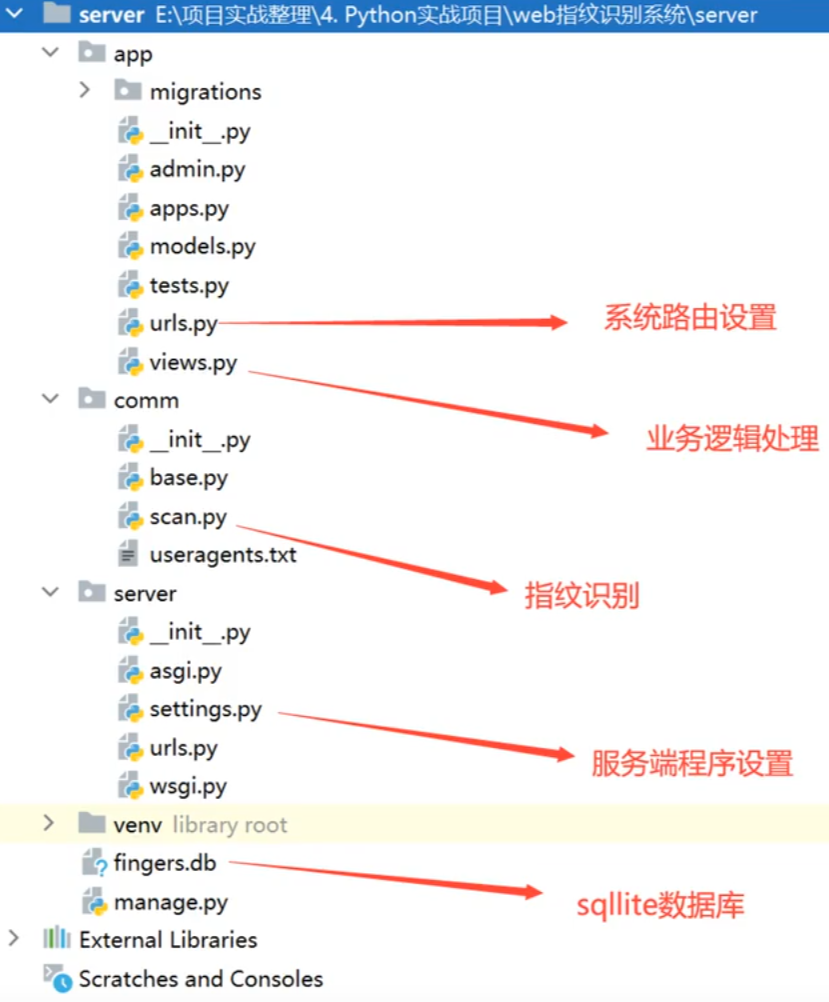 server E:\项目实战整理\4. Python实战项目\web指纹识别系统\server
app
migrations
__init__.py
admin.py
apps.py
models.py
tests.py
urls.py 系统路由设置
views.py 业务逻辑处理
comm
__init__.py
base.py
scan.py 指纹识别
useragents.txt
server
__init__.py
asgi.py
settings.py 服务端程序设置
urls.py
wsgi.py
venv library root
fingers.db sqllite数据库
manage.py
External Libraries
Scratches and Consoles